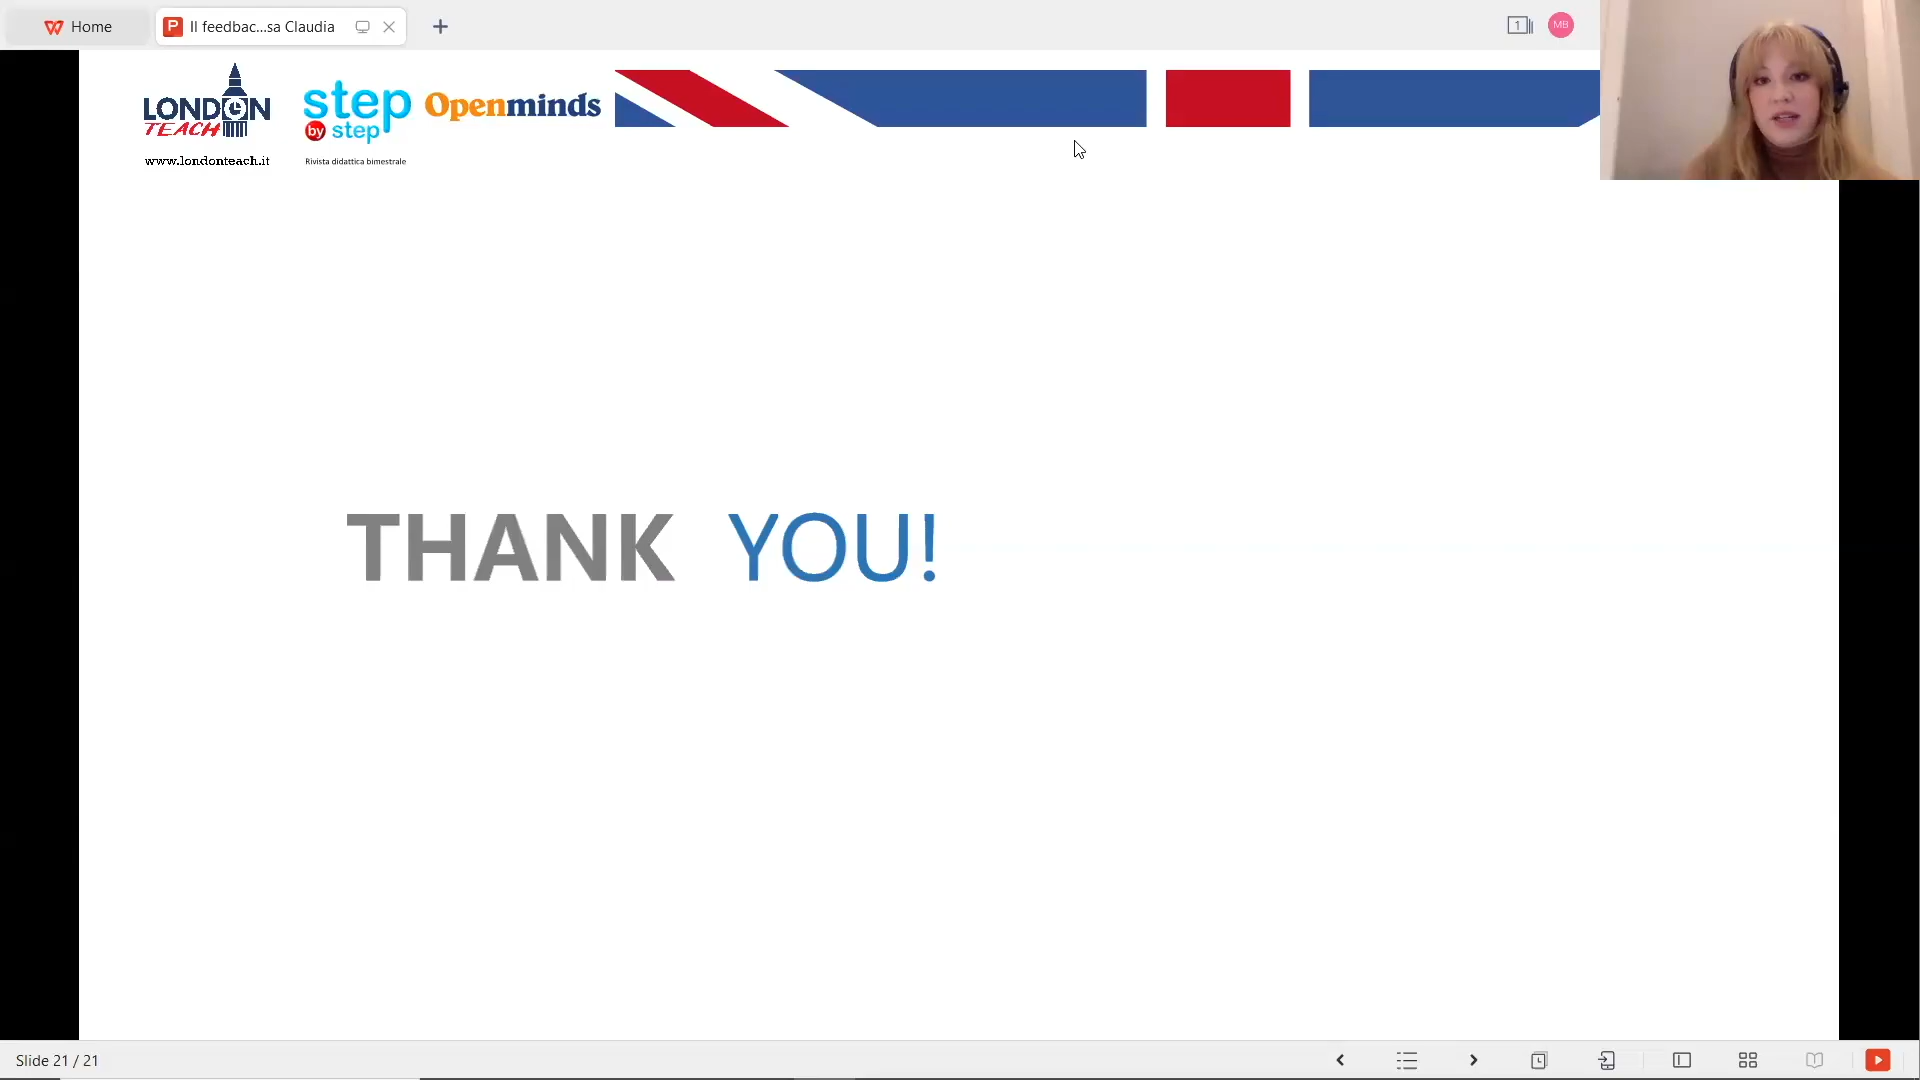 Home
Il feedbac...sa Claudia
1
MB
LONDON
TEACH
www.londonteach.it
step
by step
Rivista didattica bimestrale
Openminds
THANK YOU!
Slide 21 / 21